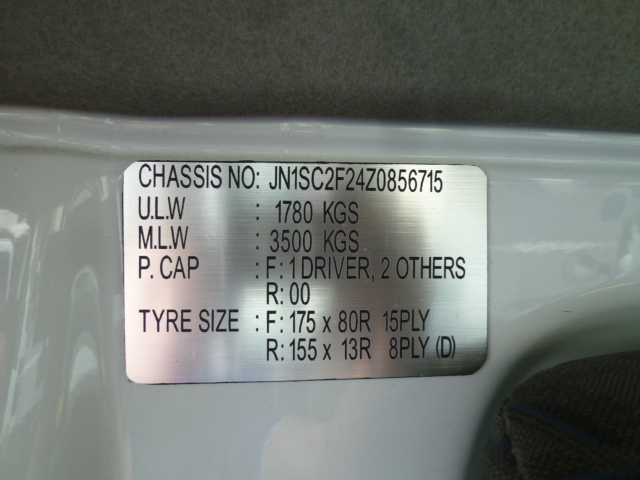 CHASSIS NO: JN1SC2F24Z0856715
U.L.W : 1780 KGS
M.L.W : 3500 KGS
P. CAP : F: 1 DRIVER, 2 OTHERS
R: 00
TYRE SIZE : F: 175 x 80R 15PLY
R: 155 x 13R 8PLY (D)